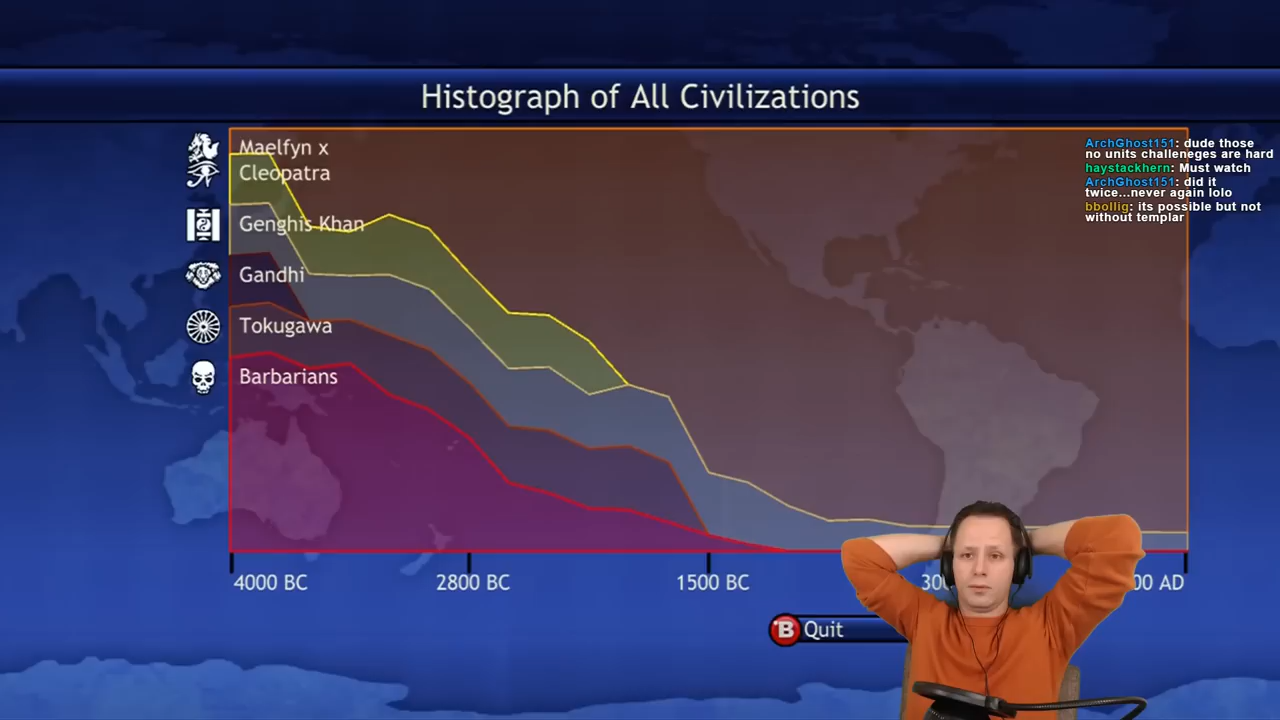 Histograph of All Civilizations
Maelfyn x
Cleopatra
Genghis Khan
Gandhi
Tokugawa
Barbarians
4000 BC
2800 BC
1500 BC
AD
B Quit
ArchGhost151: dude those
no units challeneges are hard
haystackhern: Must watch
ArchGhost151: did it
twice...never again lolo
bbollig: its possible but not
without templar